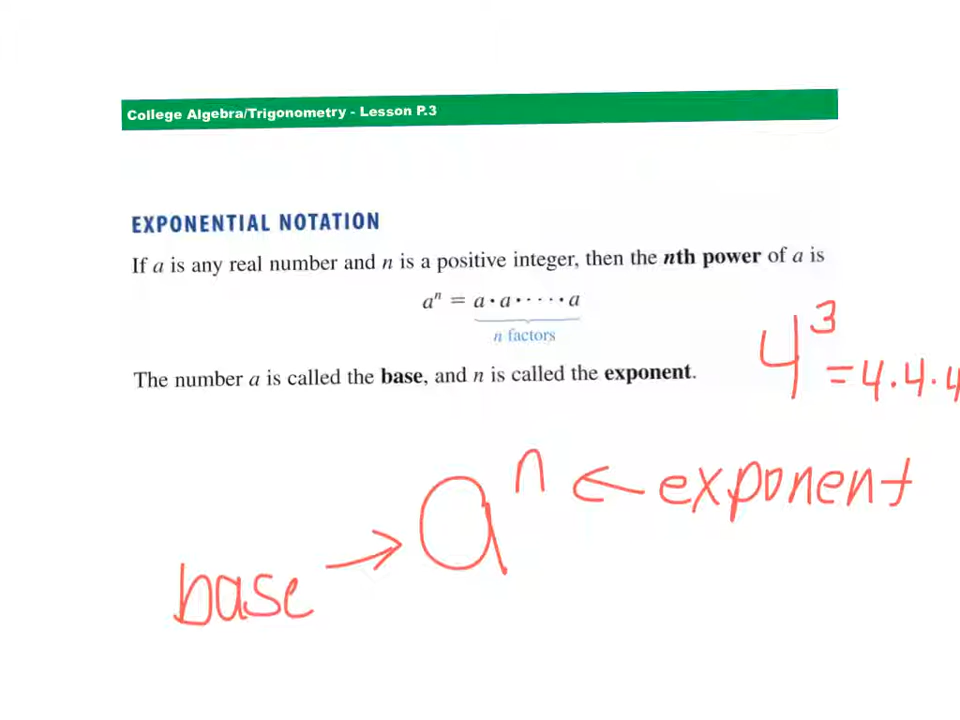 College Algebra/Trigonometry - Lesson P.3
EXPONENTIAL NOTATION
If a is any real number and n is a positive integer, then the nth power of a is
aⁿ = a · a · · · · · a
n factors
4³
= 4 . 4 . 4
The number a is called the base, and n is called the exponent.
aⁿ ← exponent
base →